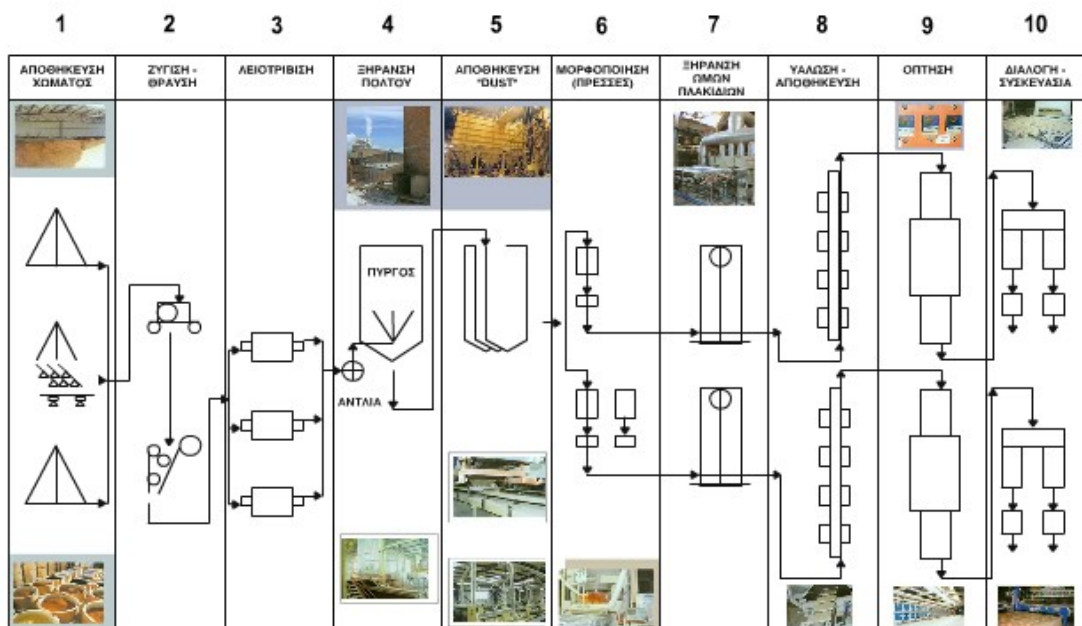 1 2 3 4 5 6 7 8 9 10
ΑΠΟΘΗΚΕΥΣΗ
ΧΩΜΑΤΟΣ
ΖΥΓΙΣΗ -
ΘΡΑΥΣΗ
ΛΕΙΟΤΡΙΒΙΣΗ
ΞΗΡΑΝΣΗ
ΠΟΛΤΟΥ
ΑΠΟΘΗΚΕΥΣΗ
"DUST"
ΜΟΡΦΟΠΟΙΗΣΗ
(ΠΡΕΣΣΕΣ)
ΞΗΡΑΝΣΗ
ΩΜΩΝ
ΠΛΑΚΙΔΙΩΝ
ΥΑΛΩΣΗ -
ΑΠΟΘΗΚΕΥΣΗ
ΟΠΤΗΣΗ
ΔΙΑΛΟΓΗ -
ΣΥΣΚΕΥΑΣΙΑ
ΠΥΡΓΟΣ
ΑΝΤΛΙΑ